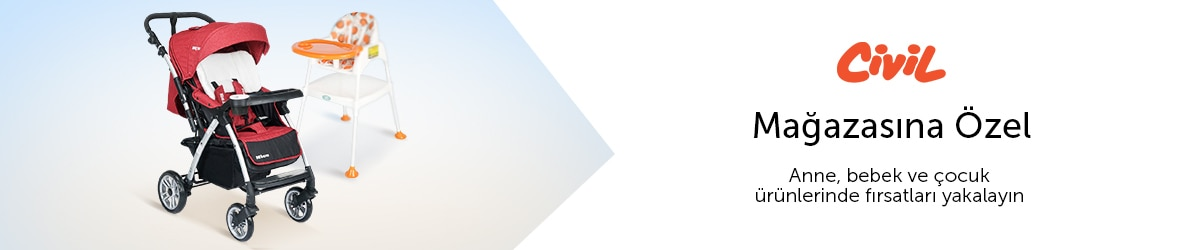 CiviL
Mağazasına Özel
Anne, bebek ve çocuk
ürünlerinde fırsatları yakalayın